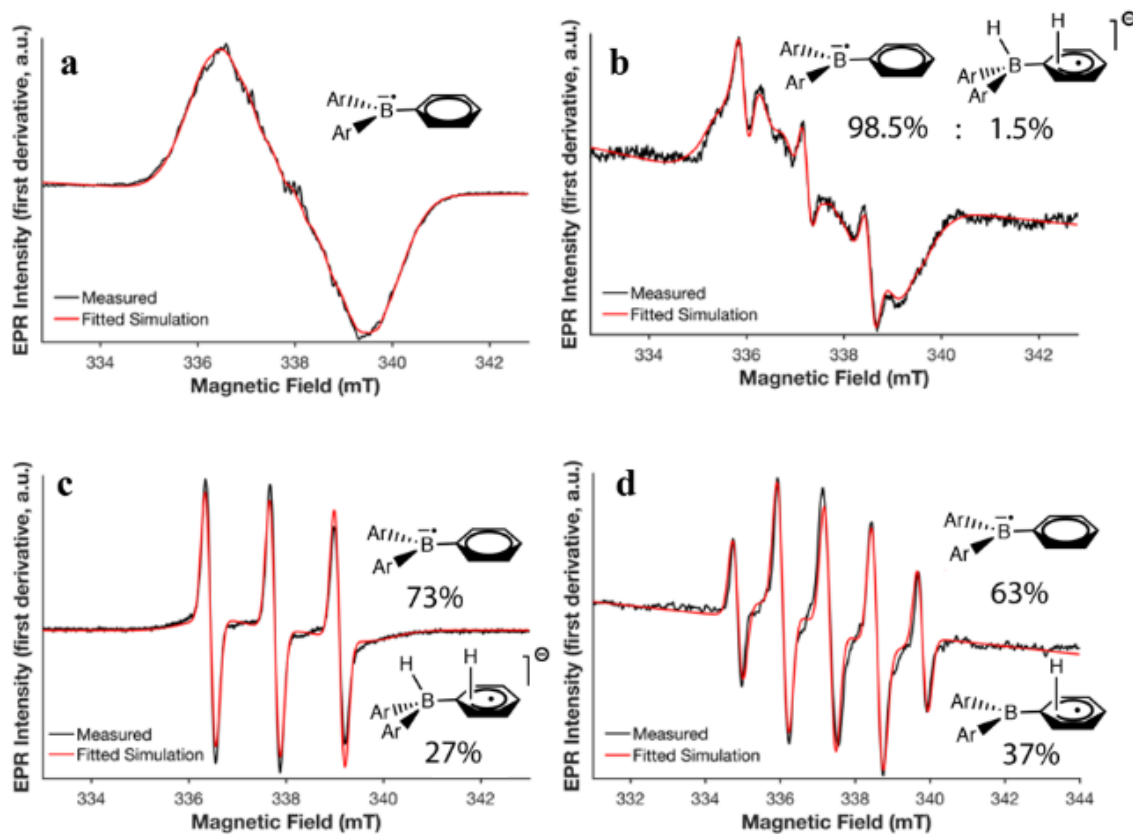 a
EPR Intensity (first derivative, a.u.)
Ar
B
−•
Ar
Measured
Fitted Simulation
334 336 338 340 342
Magnetic Field (mT)
b
EPR Intensity (first derivative, a.u.)
Ar
B
−•
Ar
H
H
⊖
Ar
B
•
Ar
98.5% : 1.5%
Measured
Fitted Simulation
334 336 338 340 342
Magnetic Field (mT)
c
EPR Intensity (first derivative, a.u.)
Ar
B
−•
Ar
73%
H
H
⊖
Ar
B
•
Ar
27%
Measured
Fitted Simulation
334 336 338 340 342
Magnetic Field (mT)
d
EPR Intensity (first derivative, a.u.)
Ar
B
−•
Ar
63%
H
Ar
B
•
Ar
37%
Measured
Fitted Simulation
332 334 336 338 340 342 344
Magnetic Field (mT)